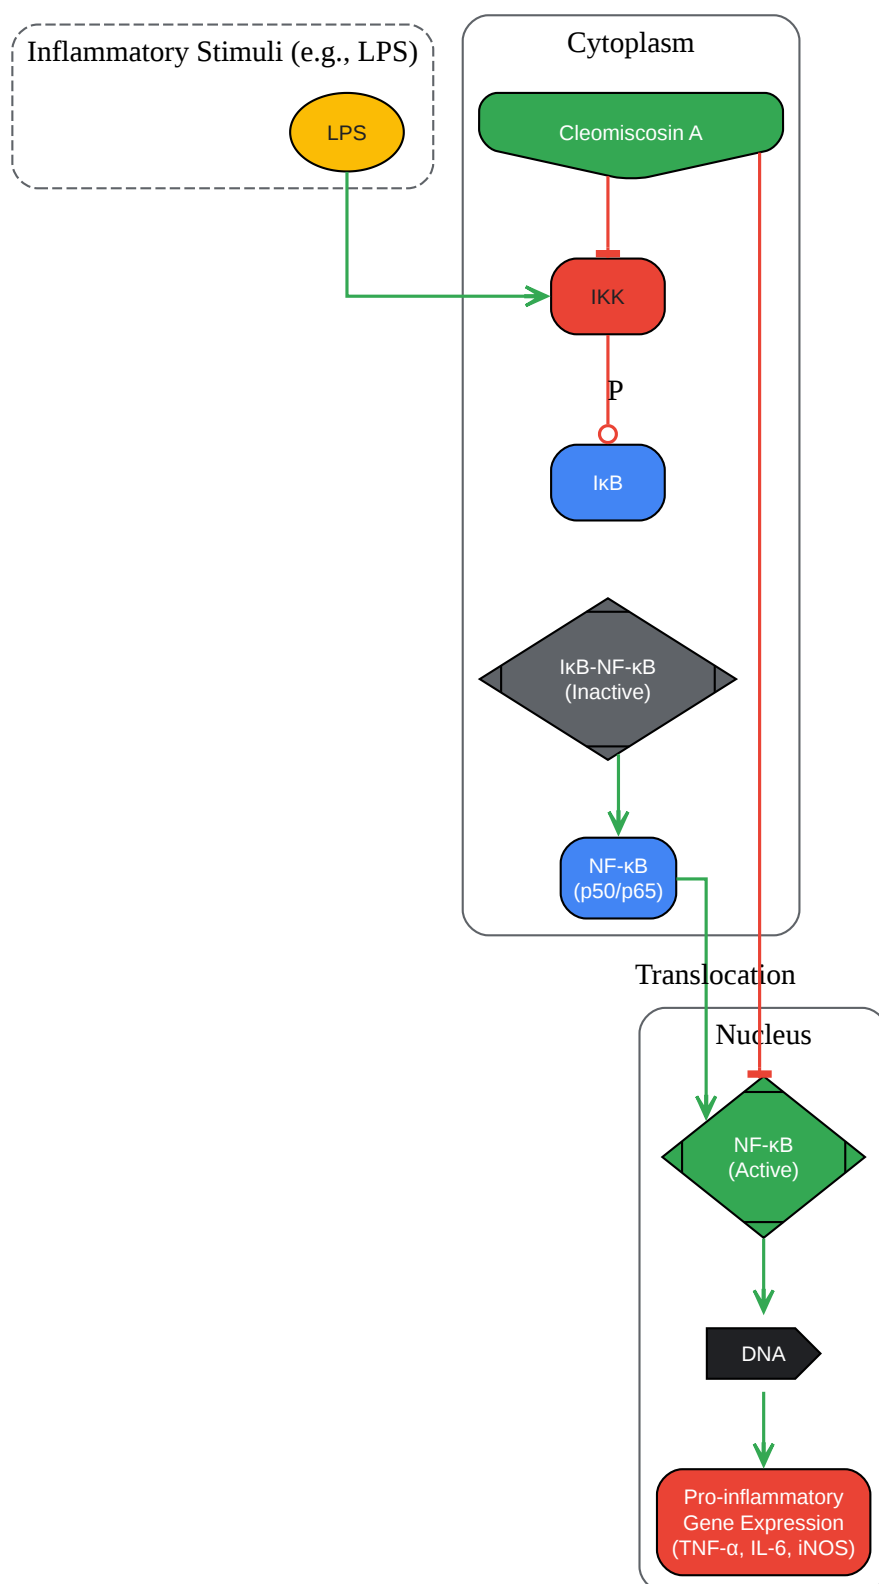 Inflammatory Stimuli (e.g., LPS)
LPS
Cytoplasm
Cleomiscosin A
IKK
P
IκB
IκB-NF-κB
(Inactive)
NF-κB
(p50/p65)
Translocation
Nucleus
NF-κB
(Active)
DNA
Pro-inflammatory
Gene Expression
(TNF-α, IL-6, iNOS)